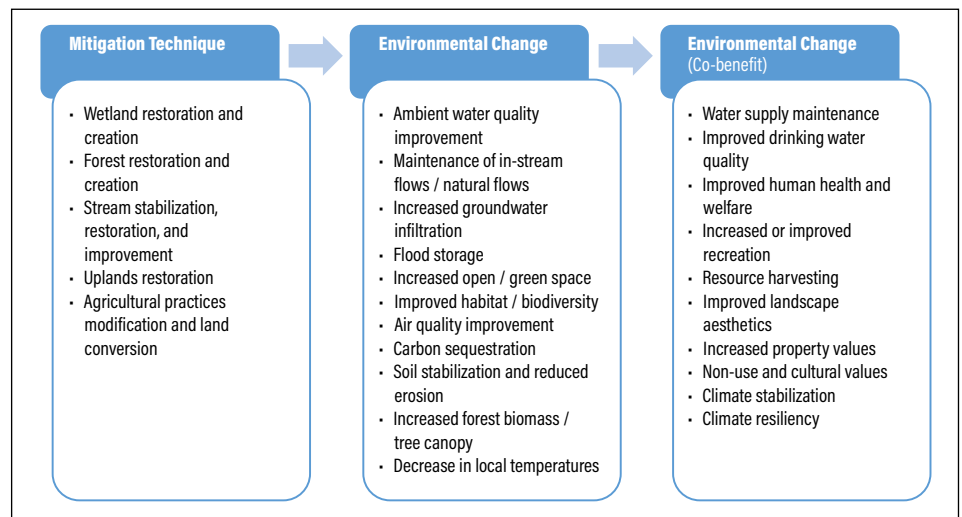 Mitigation Technique
• Wetland restoration and
creation
• Forest restoration and
creation
• Stream stabilization,
restoration, and
improvement
• Uplands restoration
• Agricultural practices
modification and land
conversion
Environmental Change
• Ambient water quality
improvement
• Maintenance of in-stream
flows / natural flows
• Increased groundwater
infiltration
• Flood storage
• Increased open / green space
• Improved habitat / biodiversity
• Air quality improvement
• Carbon sequestration
• Soil stabilization and reduced
erosion
• Increased forest biomass /
tree canopy
• Decrease in local temperatures
Environmental Change
(Co-benefit)
• Water supply maintenance
• Improved drinking water
quality
• Improved human health and
welfare
• Increased or improved
recreation
• Resource harvesting
• Improved landscape
aesthetics
• Increased property values
• Non-use and cultural values
• Climate stabilization
• Climate resiliency